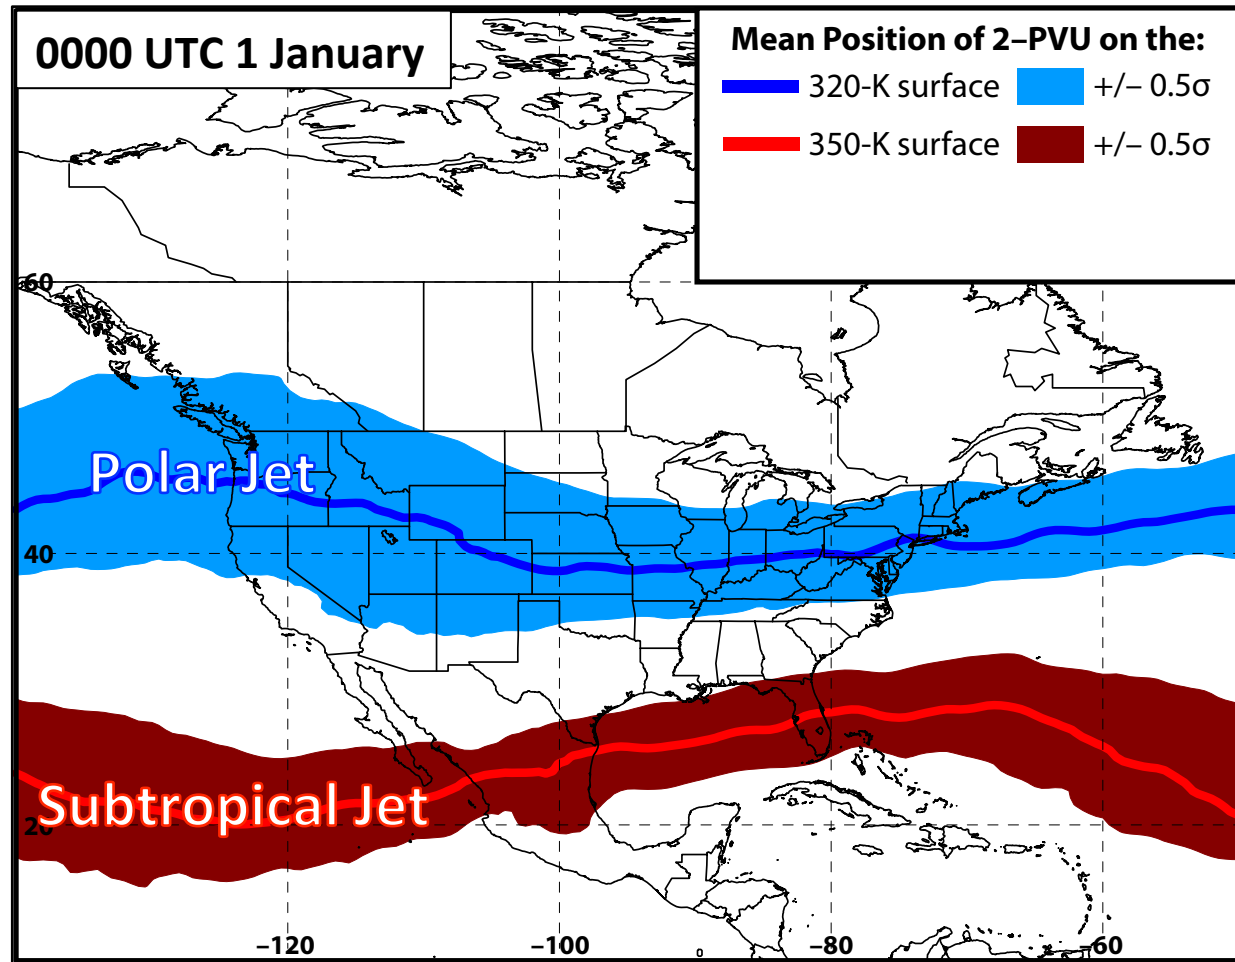 0000 UTC 1 January
Mean Position of 2–PVU on the:
320-K surface +/– 0.5σ
350-K surface +/– 0.5σ
60
Polar Jet
40
Subtropical Jet
20
−120 −100 −80 −60